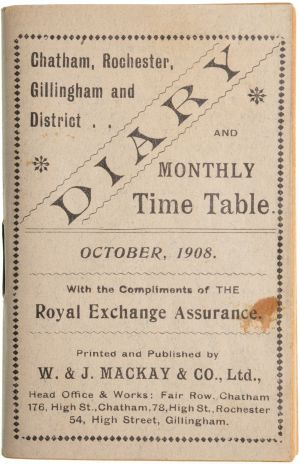 Chatham, Rochester,
Gillingham and
District . .
DIARY
AND
MONTHLY
Time Table.
OCTOBER, 1908.
With the Compliments of THE
Royal Exchange Assurance.
Printed and Published by
W. & J. MACKAY & CO., Ltd.,
Head Office & Works: Fair Row, Chatham
176, High St., Chatham, 78, High St., Rochester
54, High Street, Gillingham.